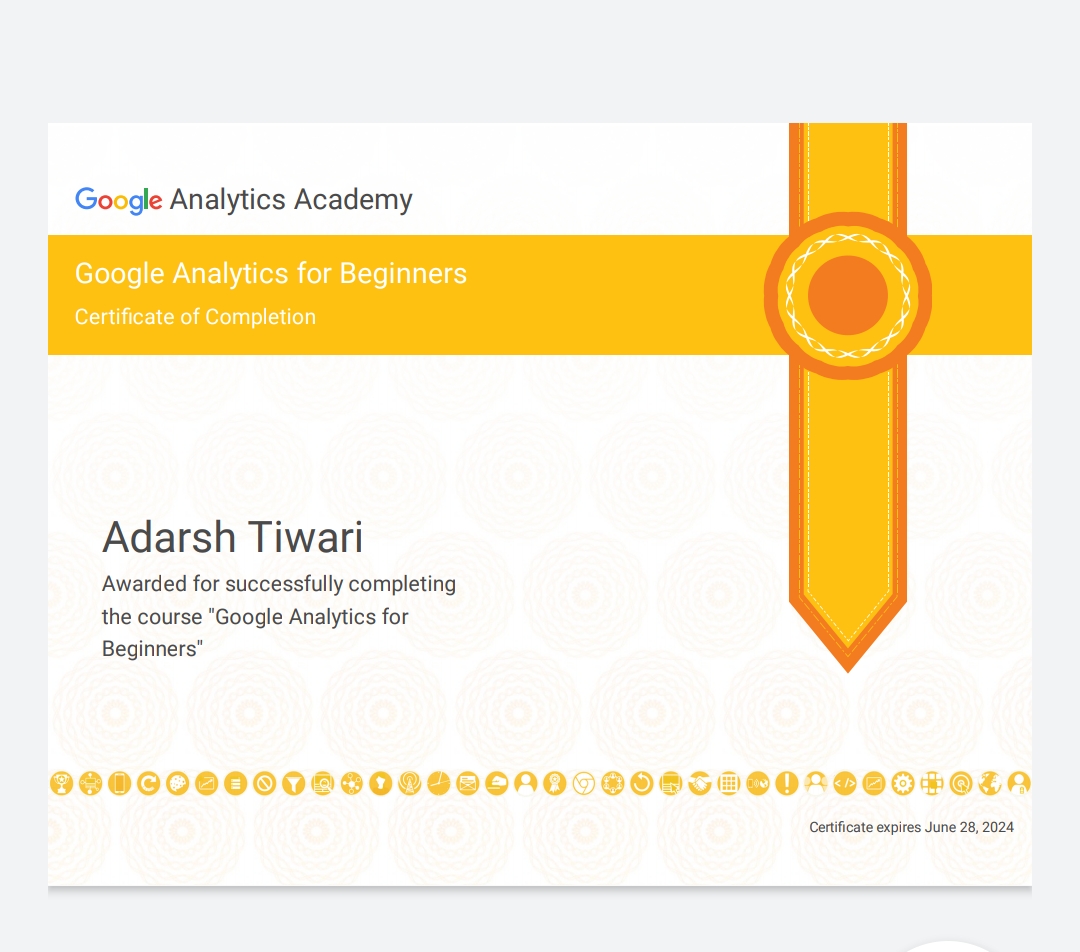 Google Analytics Academy
Google Analytics for Beginners
Certificate of Completion
Adarsh Tiwari
Awarded for successfully completing
the course "Google Analytics for
Beginners"
Certificate expires June 28, 2024